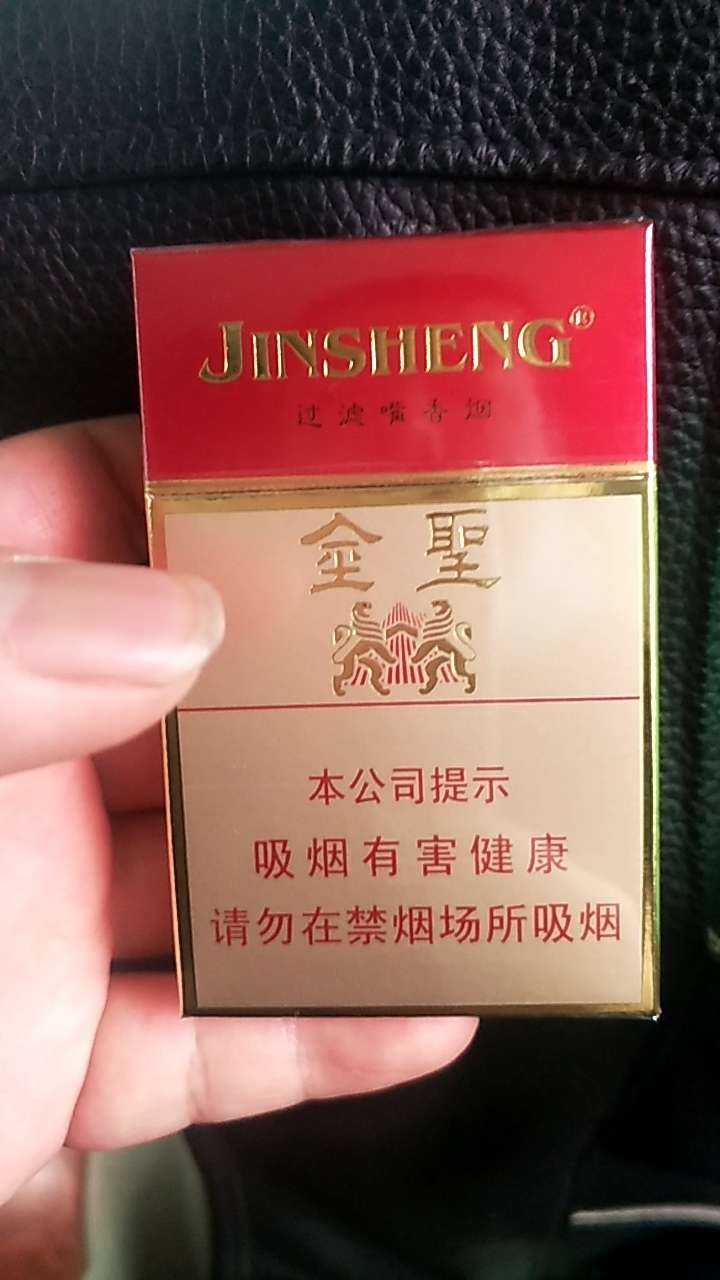 JINSHENG®
过滤嘴香烟
金聖
本公司提示
吸烟有害健康
请勿在禁烟场所吸烟